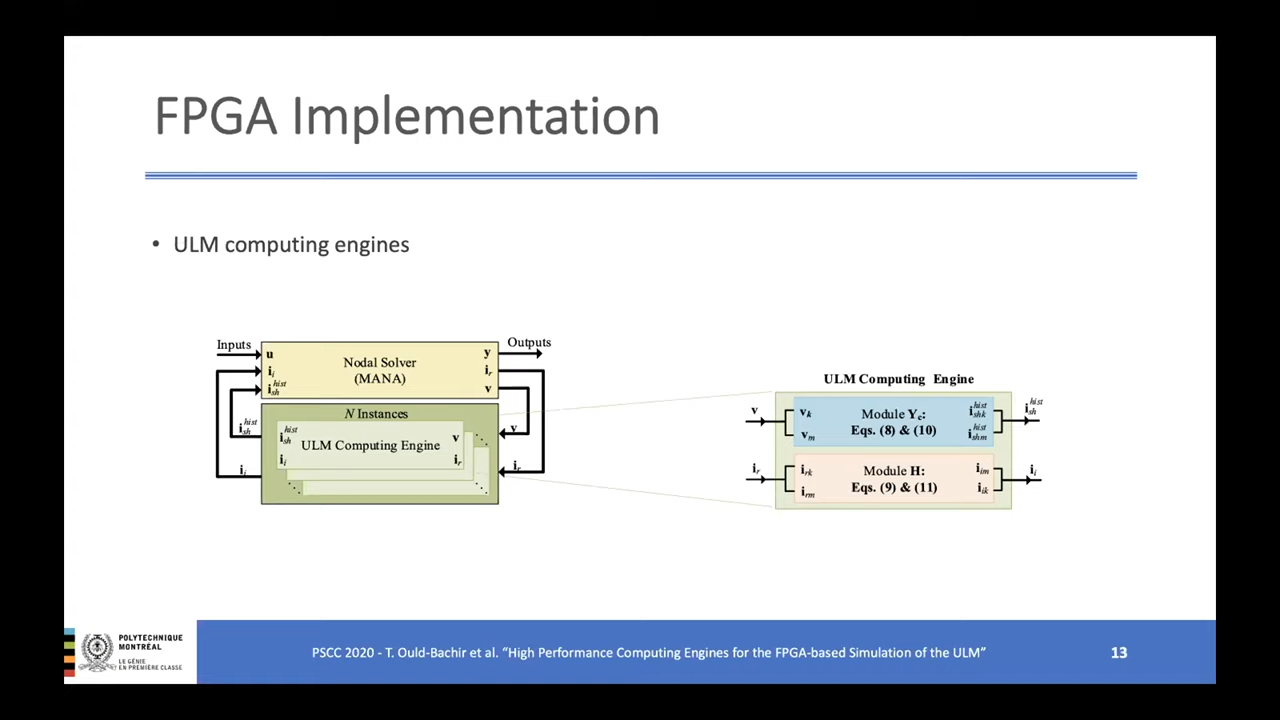 FPGA Implementation
• ULM computing engines
Inputs
Outputs
u
Nodal Solver
(MANA)
y
i_i
i_r
i_sh^hist
v
N Instances
i_sh^hist
i_sh^hist
ULM Computing Engine
v
v
i_i
i_r
i_i
i_r
ULM Computing Engine
v
v_k
v_m
Module Y_c:
Eqs. (8) & (10)
i_shk^hist
i_shm^hist
i_sh^hist
i_r
i_rk
i_rm
Module H:
Eqs. (9) & (11)
i_im
i_ik
i_i
POLYTECHNIQUE
MONTRÉAL
LE GÉNIE
EN PREMIÈRE CLASSE
PSCC 2020 - T. Ould-Bachir et al. “High Performance Computing Engines for the FPGA-based Simulation of the ULM”
13